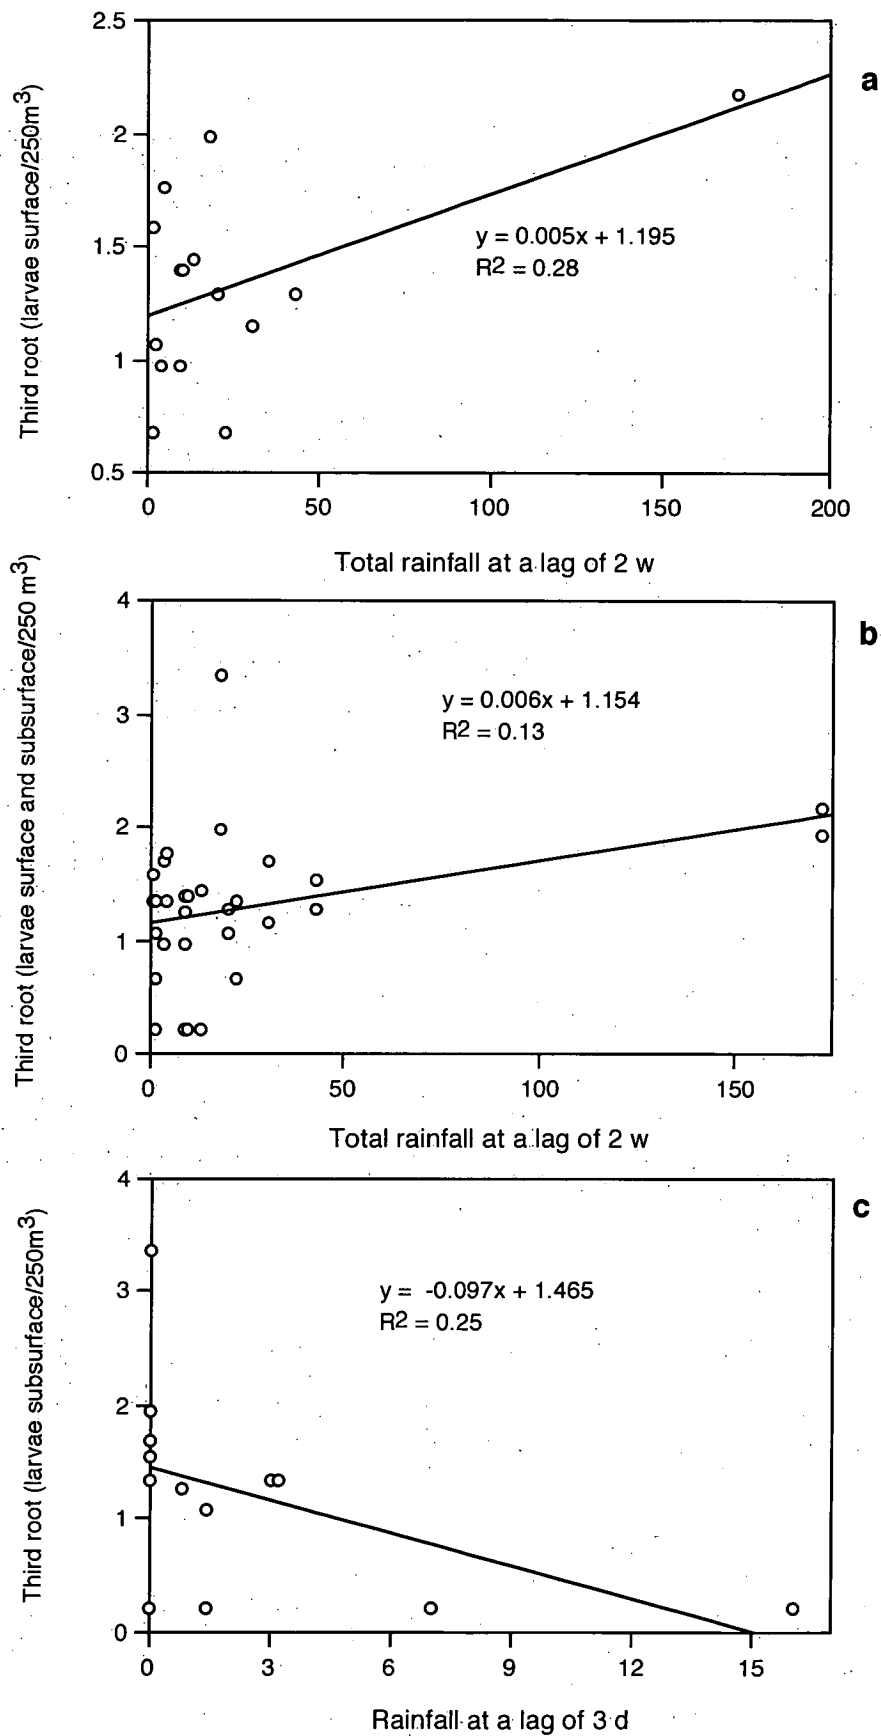 a
Third root (larvae surface/250m3)
2.5
2
1.5
1
0.5
y = 0.005x + 1.195
R2 = 0.28
0 50 100 150 200
Total rainfall at a lag of 2 w
b
Third root (larvae surface and subsurface/250 m3)
4
3
2
1
0
y = 0.006x + 1.154
R2 = 0.13
0 50 100 150
Total rainfall at a lag of 2 w
c
Third root (larvae subsurface/250m3)
4
3
2
1
0
y = -0.097x + 1.465
R2 = 0.25
0 3 6 9 12 15
Rainfall at a lag of 3 d